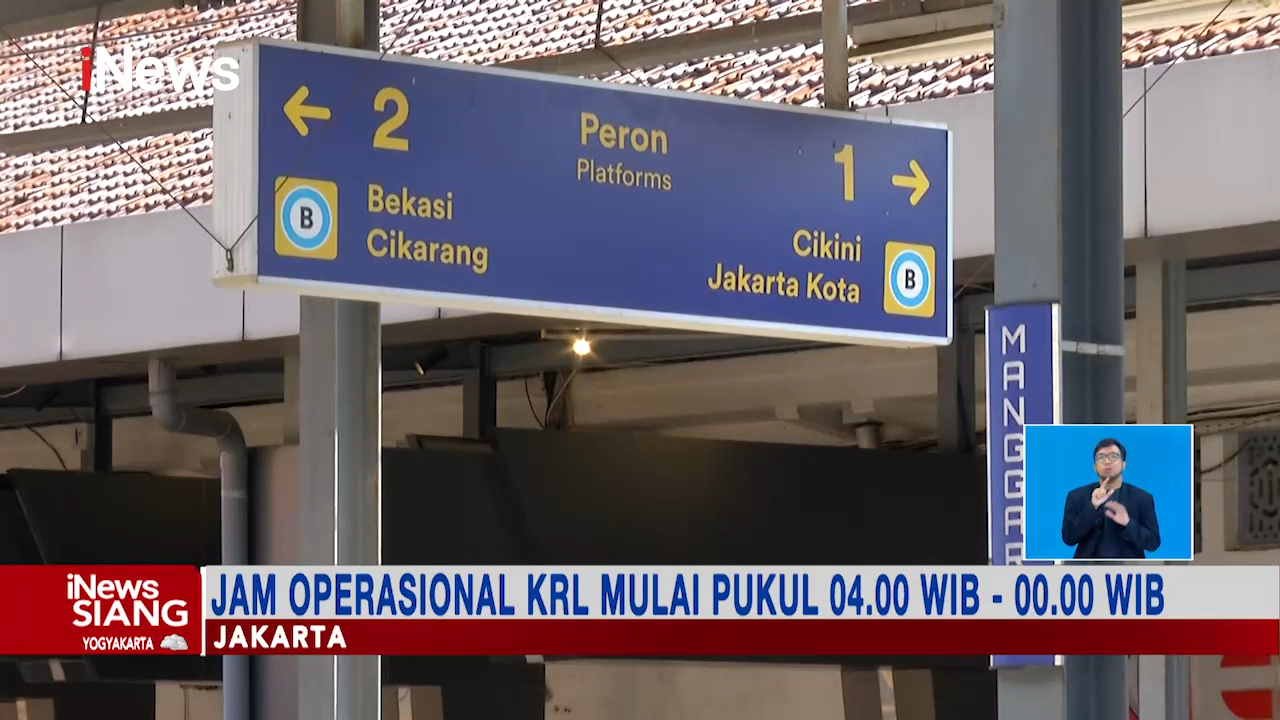 iNews
2
Peron
Platforms
1
B
Bekasi
Cikarang
Cikini
Jakarta Kota
B
MANGGAR
iNews
SIANG
YOGYAKARTA
JAM OPERASIONAL KRL MULAI PUKUL 04.00 WIB - 00.00 WIB
JAKARTA